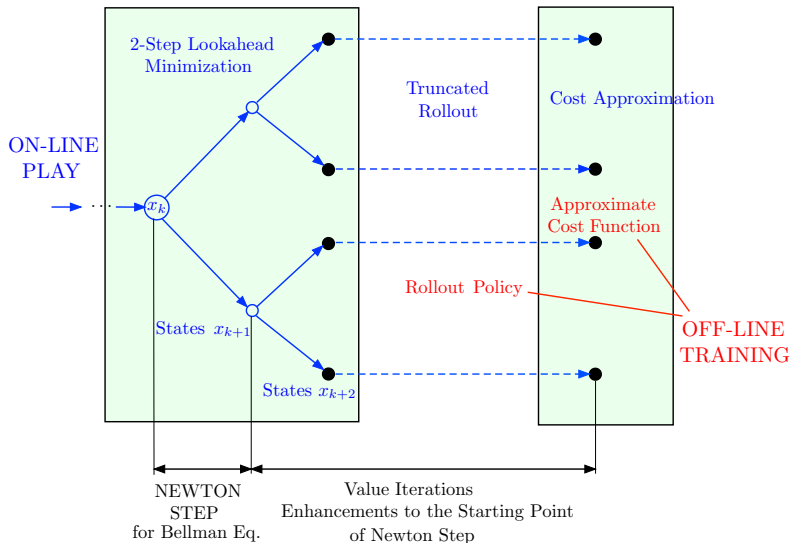 2-Step Lookahead
Minimization
Truncated
Rollout
Cost Approximation
ON-LINE
PLAY
...
x_k
Approximate
Cost Function
Rollout Policy
OFF-LINE
TRAINING
States x_{k+1}
States x_{k+2}
NEWTON
STEP
for Bellman Eq.
Value Iterations
Enhancements to the Starting Point
of Newton Step